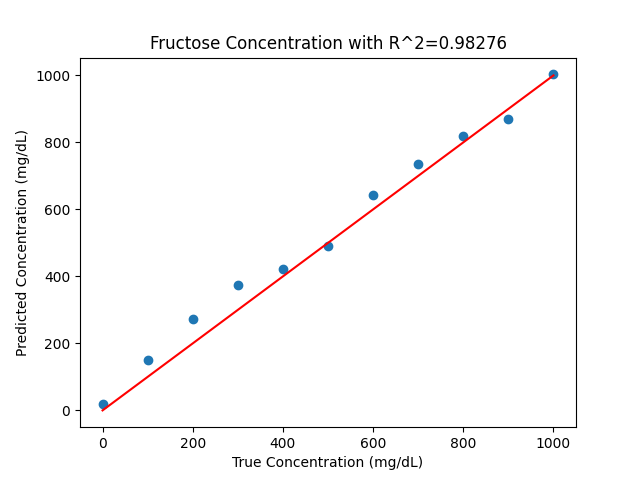 Fructose Concentration with R^2=0.98276
Predicted Concentration (mg/dL)
1000
800
600
400
200
0
0 200 400 600 800 1000
True Concentration (mg/dL)